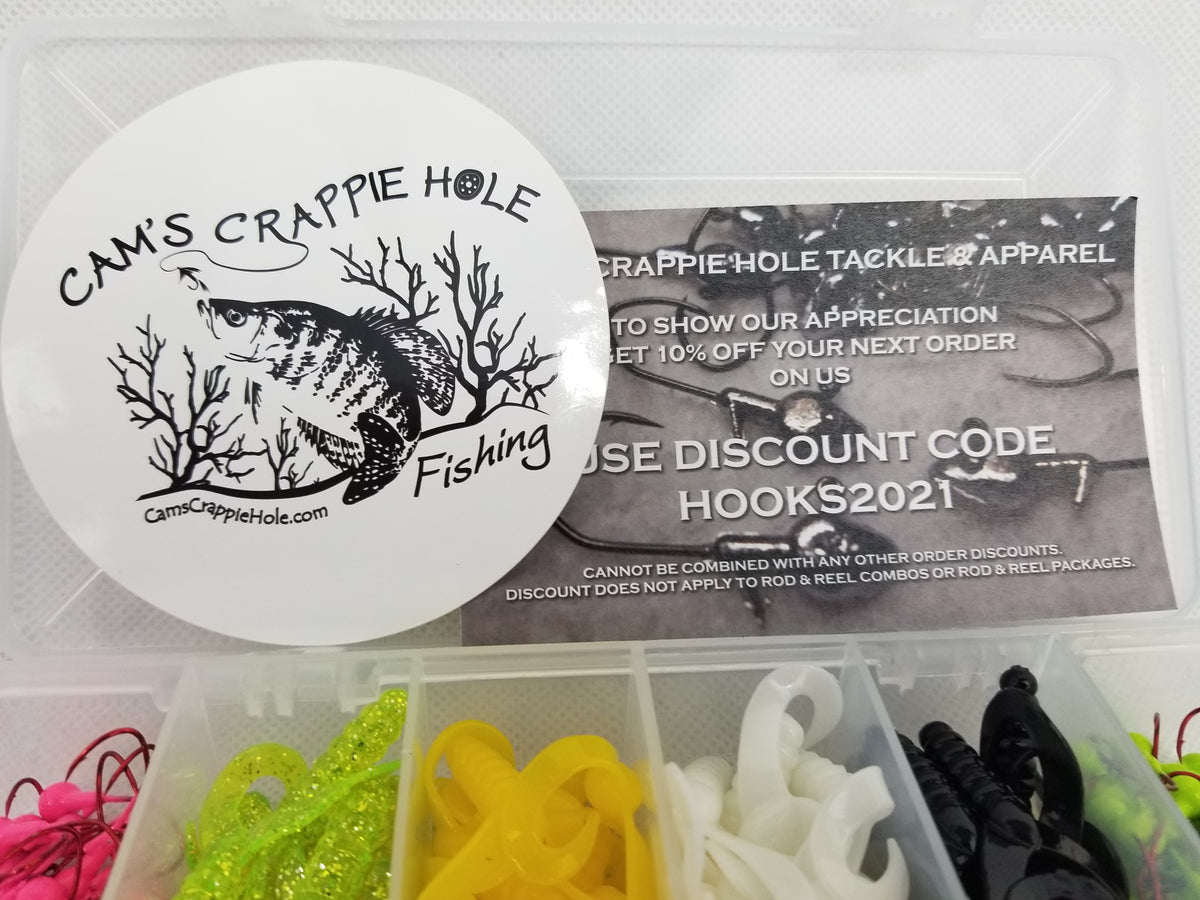 CAM'S CRAPPIE HOLE
Fishing
CamsCrappieHole.com
CRAPPIE HOLE TACKLE & APPAREL
TO SHOW OUR APPRECIATION
GET 10% OFF YOUR NEXT ORDER
ON US
USE DISCOUNT CODE
HOOKS2021
CANNOT BE COMBINED WITH ANY OTHER ORDER DISCOUNTS.
DISCOUNT DOES NOT APPLY TO ROD & REEL COMBOS OR ROD & REEL PACKAGES.